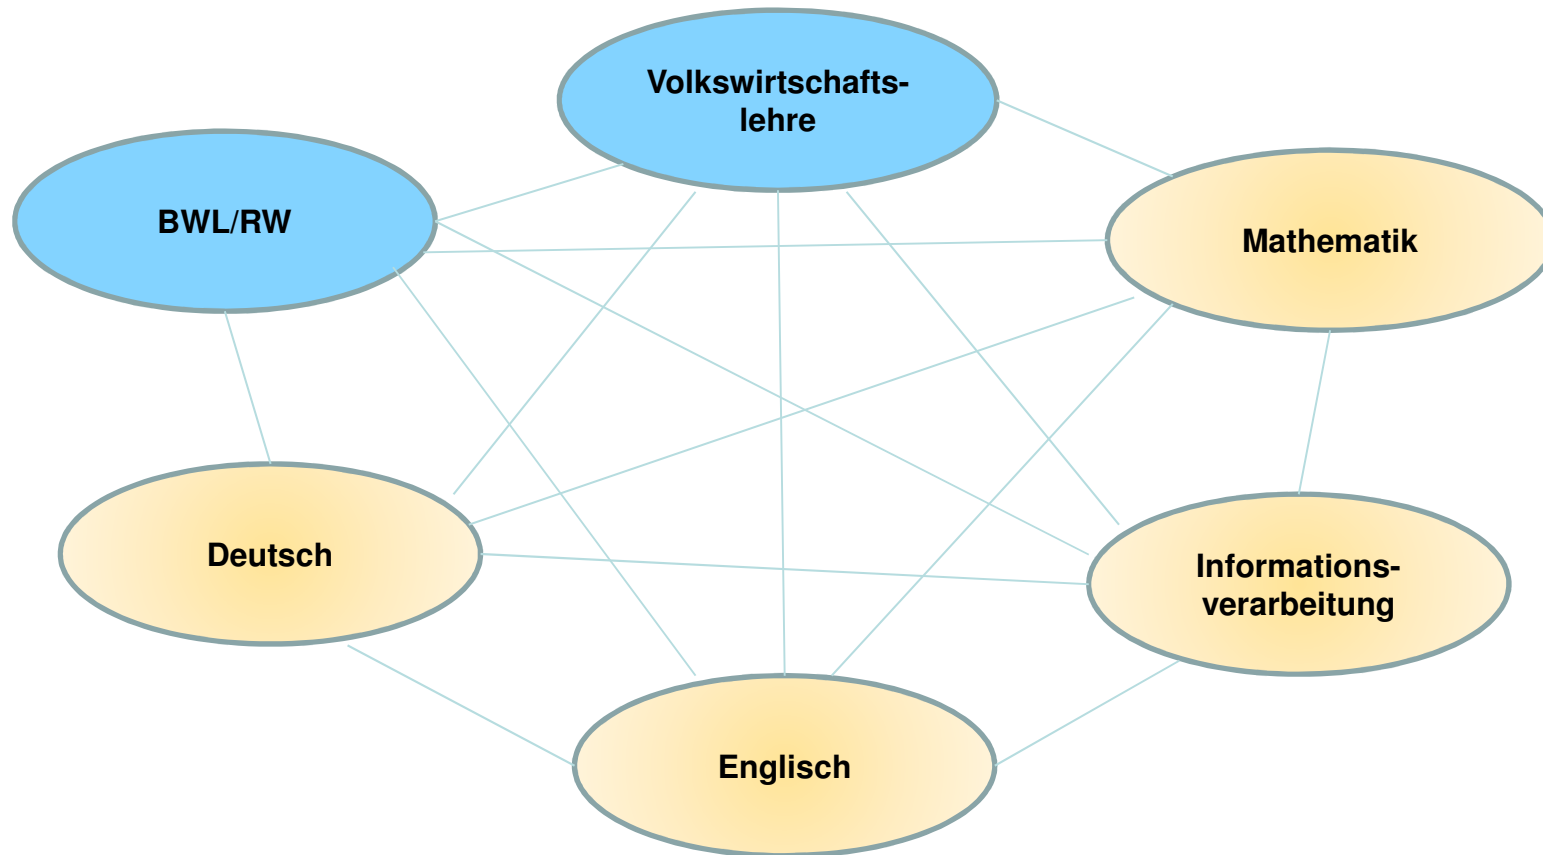 Volkswirtschafts-
lehre
BWL/RW
Mathematik
Deutsch
Informations-
verarbeitung
Englisch